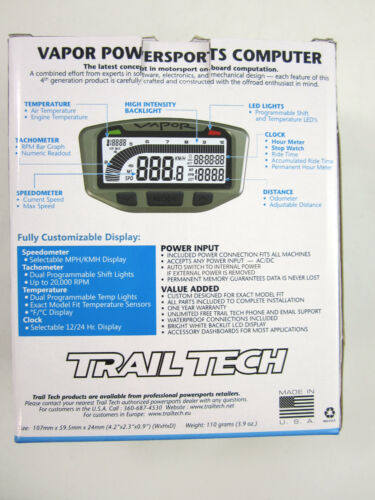 VAPOR POWERSPORTS COMPUTER
The latest concept in motorsport on-board computation.
A combined effort from experts in software, electronics, and mechanical design — each feature of this
4th generation product is carefully crafted and constructed with the offroad enthusiast in mind.
TEMPERATURE
• Air Temperature
• Engine Temperature
HIGH INTENSITY
BACKLIGHT
LED LIGHTS
• Programmable Shift
and Temperature LED's
TACHOMETER
• RPM Bar Graph
• Numeric Readout
CLOCK
• Hour Meter
• Stop Watch
• Ride Time
• Accumulated Ride Time
• Permanent Hour Meter
VAPOR
SPEEDOMETER
• Current Speed
• Max Speed
DISTANCE
• Odometer
• Adjustable Distance
Fully Customizable Display:
Speedometer
• Selectable MPH/KMH Display
Tachometer
• Dual Programmable Shift Lights
• Up to 20,000 RPM
Temperature
• Dual Programmable Temp Lights
• Exact Model Fit Temperature Sensors
• °F/°C Display
Clock
• Selectable 12/24 Hr. Display
POWER INPUT
• INCLUDED POWER CONNECTION FITS ALL MACHINES
• ACCEPTS ANY POWER INPUT — AC/DC
• AUTO SWITCH TO INTERNAL POWER
IF EXTERNAL POWER IS REMOVED
• PERMANENT MEMORY GUARANTEES DATA IS NEVER LOST
VALUE ADDED
• CUSTOM DESIGNED FOR EXACT MODEL FIT
• ALL PARTS INCLUDED TO COMPLETE INSTALLATION
• ONE YEAR WARRANTY
• UNLIMITED FREE TRAIL TECH PHONE AND EMAIL SUPPORT
• WATERPROOF CONNECTIONS INCLUDED
• BRIGHT WHITE BACKLIT LCD DISPLAY
• ACCESSORY DASHBOARDS FOR MOST APPLICATIONS
TRAIL TECH
Trail Tech products are available from professional powersports retailers.
Please contact your nearest authorized powersports dealer with any questions.
For customers in the U.S.A. Call : 360-687-4530 Website : www.trailtech.net
For customers in Europe: www.trailtech.eu
MADE IN
U.S.A.
Size: 107mm x 59.5mm x 24mm (4.2"x2.3"x0.9") (WxHxD) Weight: 110 grams (3.9 oz.)